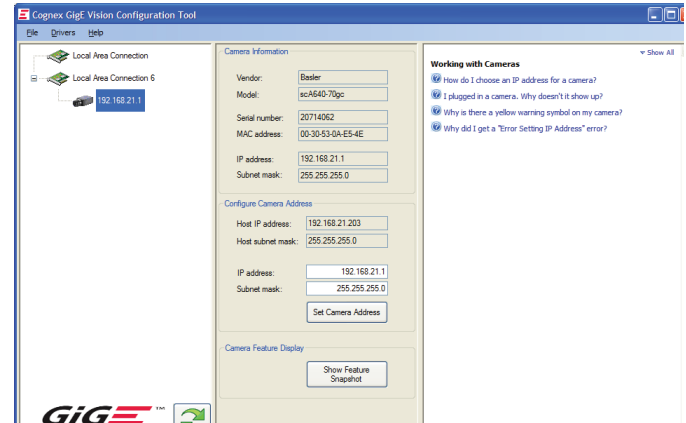 Cognex GigE Vision Configuration Tool
File Drivers Help
Local Area Connection
Local Area Connection 6
192.168.21.1
Camera Information
Vendor: Basler
Model: scA640-70gc
Serial number: 20714062
MAC address: 00-30-53-0A-E5-4E
IP address: 192.168.21.1
Subnet mask: 255.255.255.0
Configure Camera Address
Host IP address: 192.168.21.203
Host subnet mask: 255.255.255.0
IP address: 192.168.21.1
Subnet mask: 255.255.255.0
Set Camera Address
Camera Feature Display
Show Feature
Snapshot
GiGE™
Show All
Working with Cameras
How do I choose an IP address for a camera?
I plugged in a camera. Why doesn't it show up?
Why is there a yellow warning symbol on my camera?
Why did I get a "Error Setting IP Address" error?